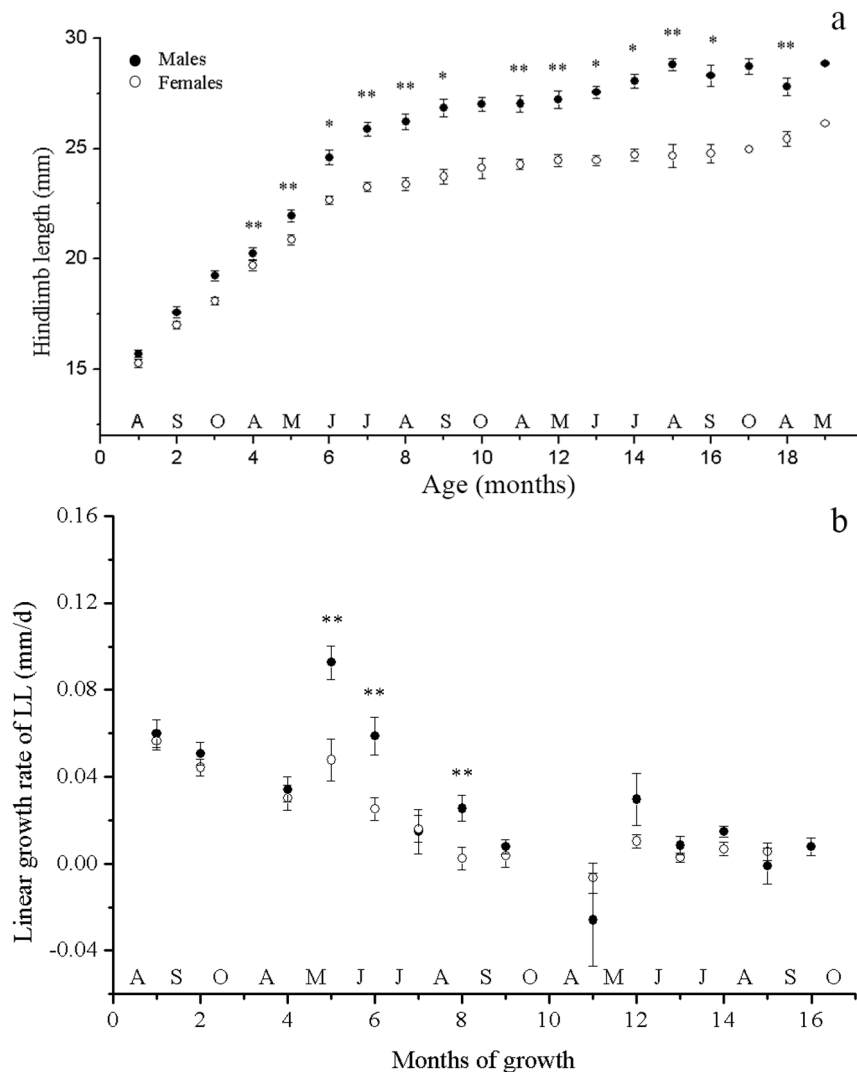 a
30
25
20
15
Hindlimb length (mm)
Males
Females
** ** * ** ** * ** ** * * ** * **
A S O A M J J A S O A M J J A S O A M
0 2 4 6 8 10 12 14 16 18
Age (months)
b
0.16
0.12
0.08
0.04
0.00
-0.04
Linear growth rate of LL (mm/d)
** ** **
A S O A M J J A S O A M J J A S O
0 2 4 6 8 10 12 14 16
Months of growth